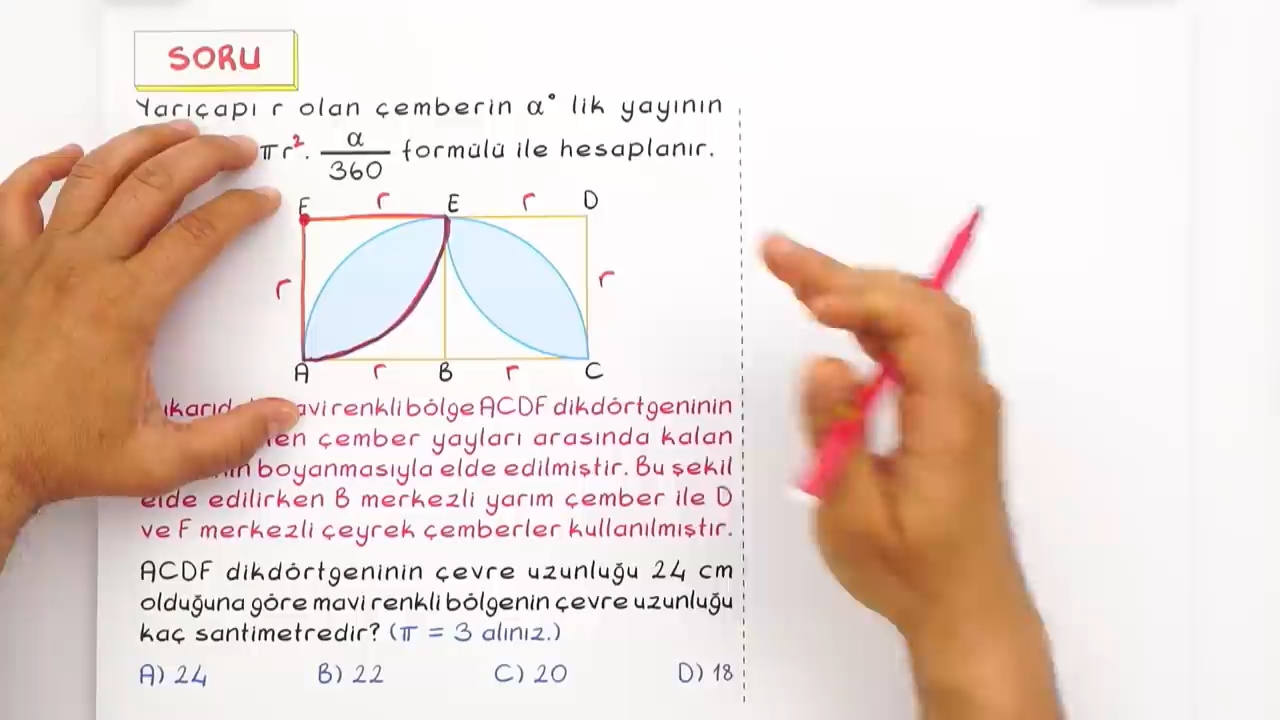 SORU
Yarıçapı r olan çemberin α° lik yayının
πr². α/360 formülü ile hesaplanır.
F r E r D
r r
A r B r C
mavi renkli bölge ACDF dikdörtgeninin
çember yayları arasında kalan
boyanmasıyla elde edilmiştir. Bu şekil
elde edilirken B merkezli yarım çember ile D
ve F merkezli çeyrek çemberler kullanılmıştır.
ACDF dikdörtgeninin çevre uzunluğu 24 cm
olduğuna göre mavi renkli bölgenin çevre uzunluğu
kaç santimetredir? (π = 3 alınız.)
A) 24 B) 22 C) 20 D) 18